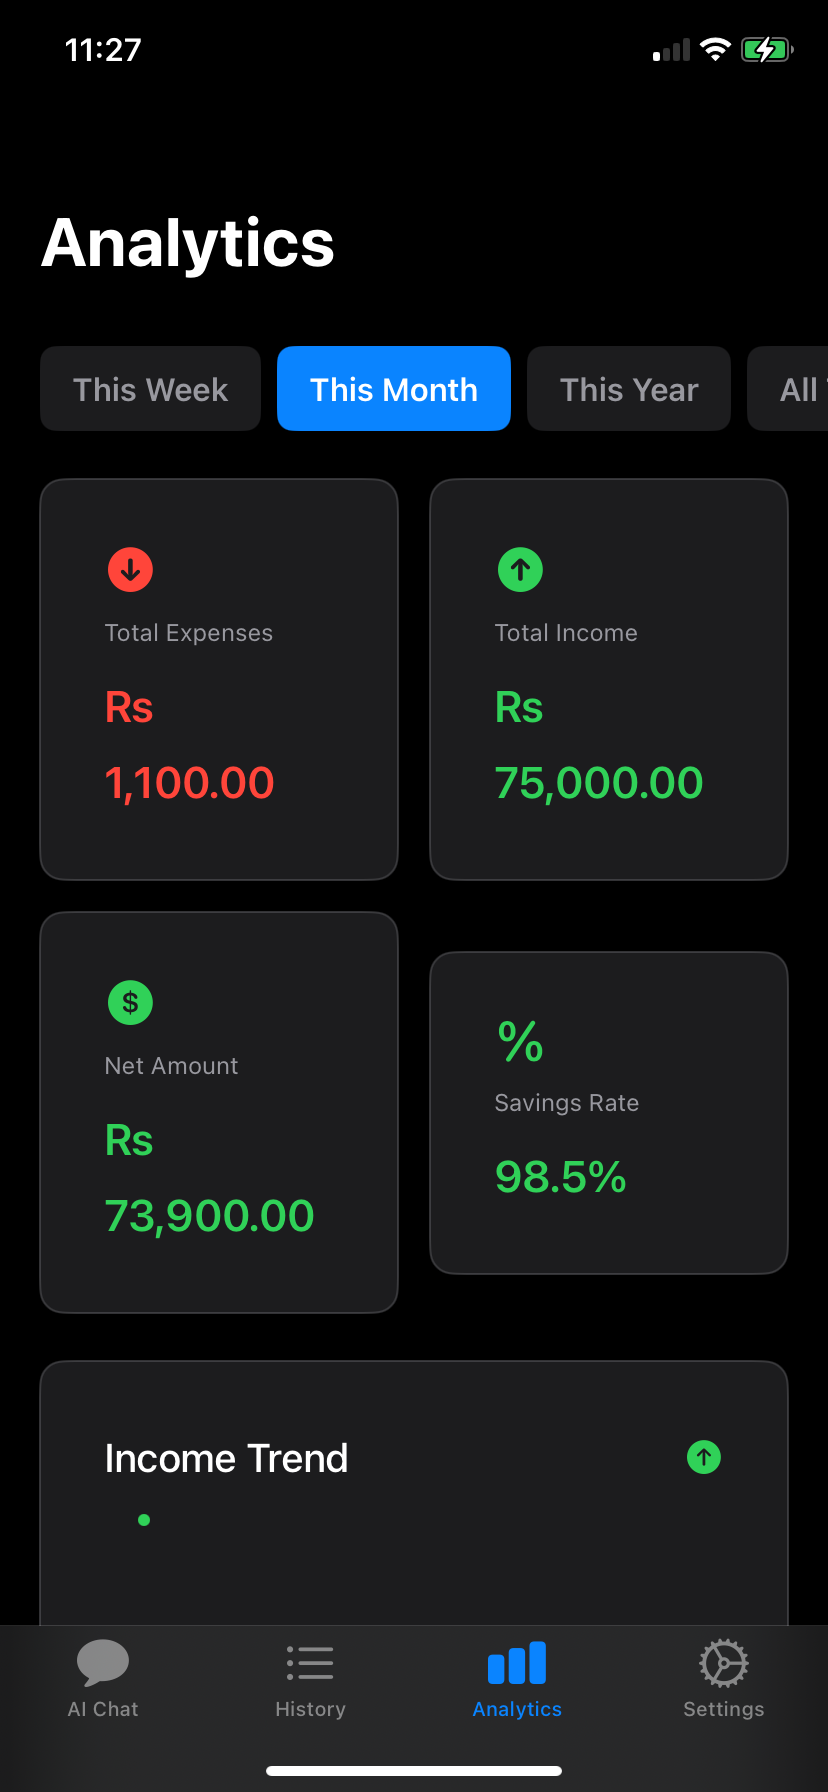 11:27
Analytics
This Week
This Month
This Year
All
Total Expenses
Rs
1,100.00
Total Income
Rs
75,000.00
$
Net Amount
Rs
73,900.00
%
Savings Rate
98.5%
Income Trend
AI Chat
History
Analytics
Settings